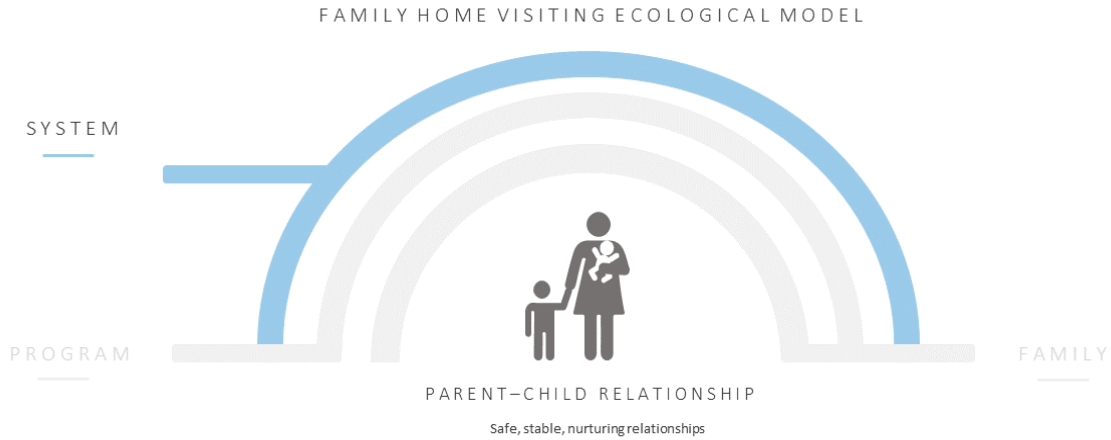 FAMILY HOME VISITING ECOLOGICAL MODEL
SYSTEM
PROGRAM
FAMILY
PARENT–CHILD RELATIONSHIP
Safe, stable, nurturing relationships